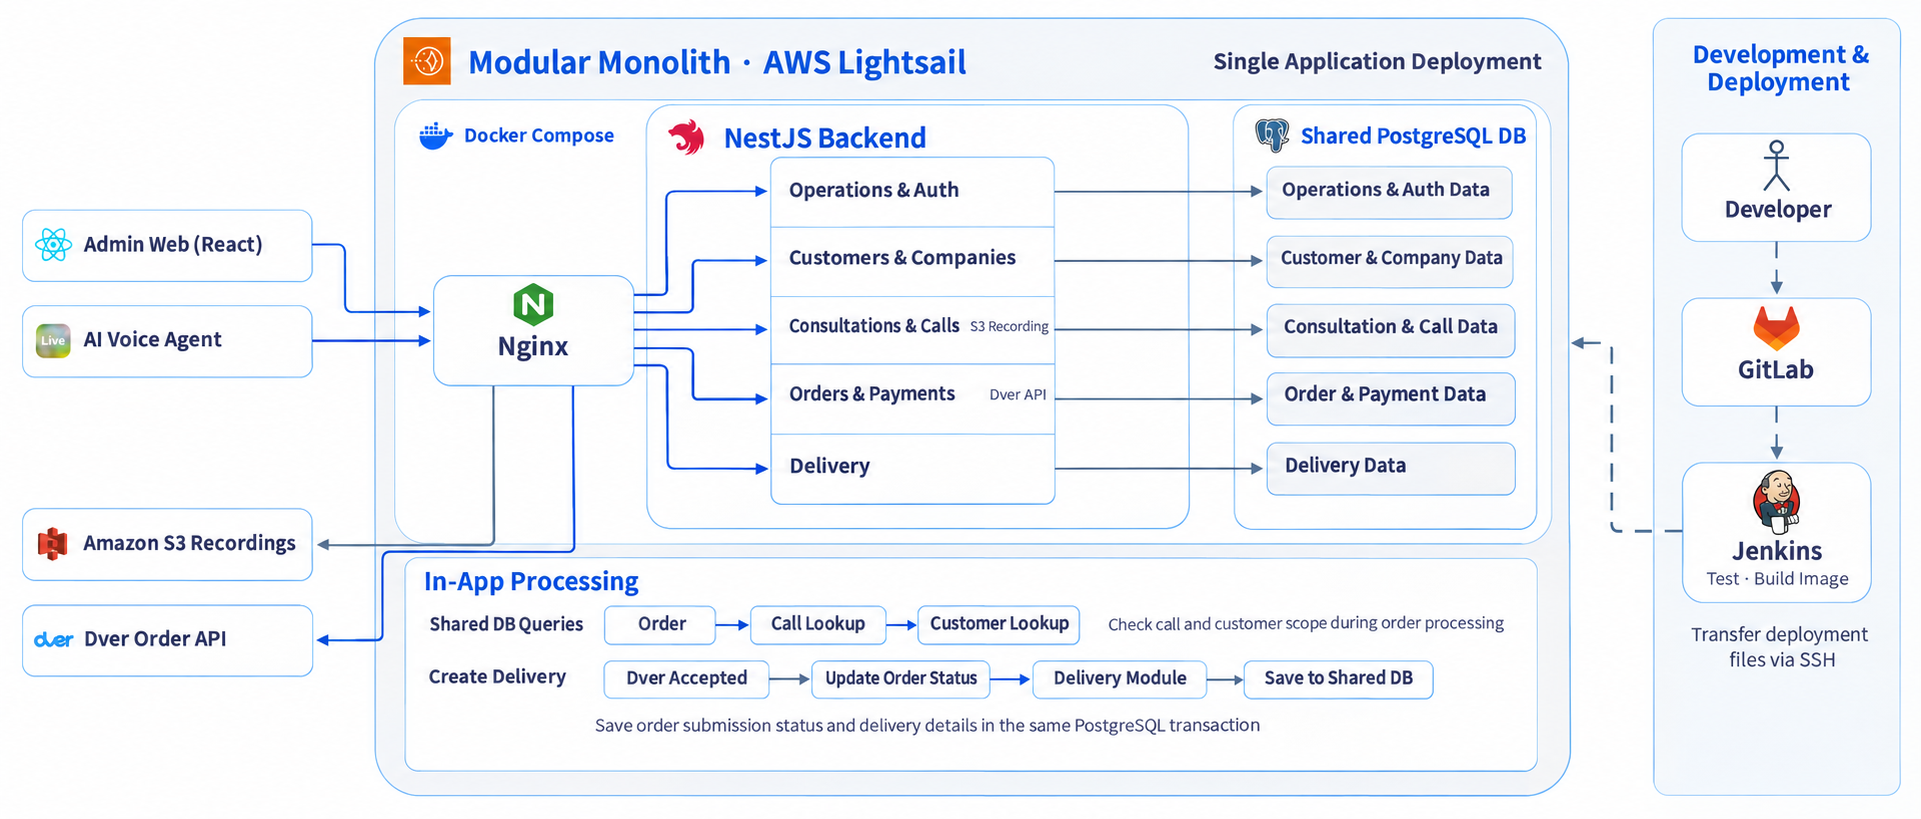 Modular Monolith · AWS Lightsail
Single Application Deployment
Development &
Deployment
Docker Compose
NestJS Backend
Shared PostgreSQL DB
Operations & Auth
Operations & Auth Data
Developer
Admin Web (React)
Customers & Companies
Customer & Company Data
Live
AI Voice Agent
Nginx
Consultations & Calls
S3 Recording
Consultation & Call Data
GitLab
Orders & Payments
Dver API
Order & Payment Data
Delivery
Delivery Data
Amazon S3 Recordings
Jenkins
Test · Build Image
In-App Processing
Shared DB Queries
Order
Call Lookup
Customer Lookup
Check call and customer scope during order processing
dver
Dver Order API
Transfer deployment
files via SSH
Create Delivery
Dver Accepted
Update Order Status
Delivery Module
Save to Shared DB
Save order submission status and delivery details in the same PostgreSQL transaction